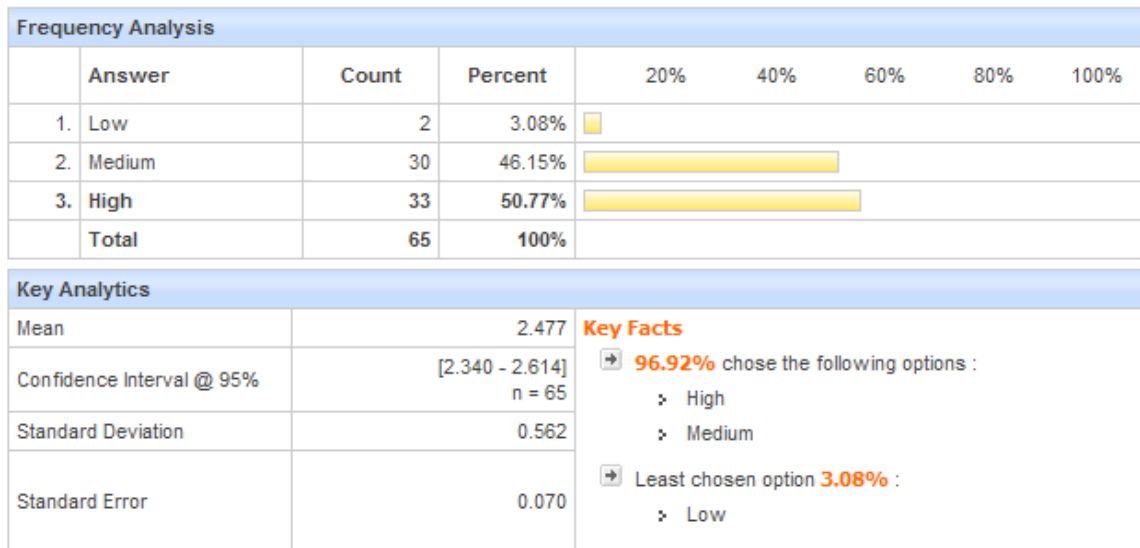 Frequency Analysis
Answer Count Percent 20% 40% 60% 80% 100%
1. Low 2 3.08%
2. Medium 30 46.15%
3. High 33 50.77%
Total 65 100%
Key Analytics
Mean 2.477
Confidence Interval @ 95% [2.340 - 2.614]
n = 65
Standard Deviation 0.562
Standard Error 0.070
Key Facts
96.92% chose the following options :
High
Medium
Least chosen option 3.08% :
Low